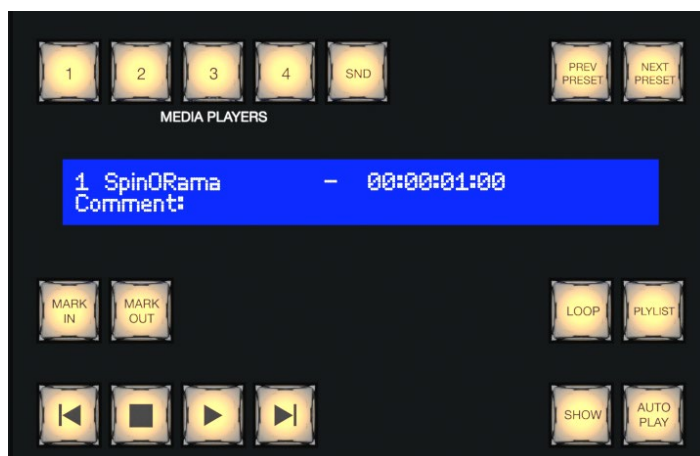 1 2 3 4 SND
PREV PRESET
NEXT PRESET
MEDIA PLAYERS
1 SpinORama - 00:00:01:00
Comment:
MARK IN
MARK OUT
LOOP
PLYLIST
SHOW
AUTO PLAY